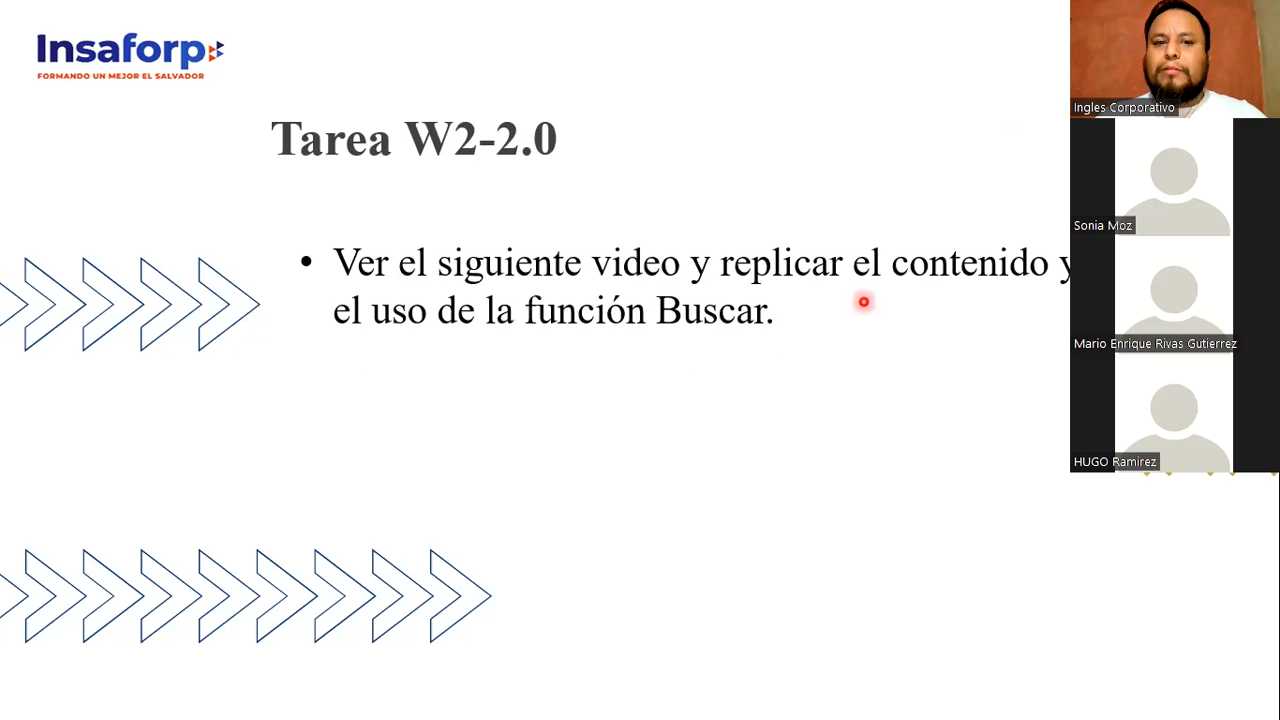 Insaforp
FORMANDO UN MEJOR EL SALVADOR
Tarea W2-2.0
• Ver el siguiente video y replicar el contenido y
el uso de la función Buscar.
Ingles Corporativo
Sonia Moz
Mario Enrique Rivas Gutierrez
HUGO Ramirez